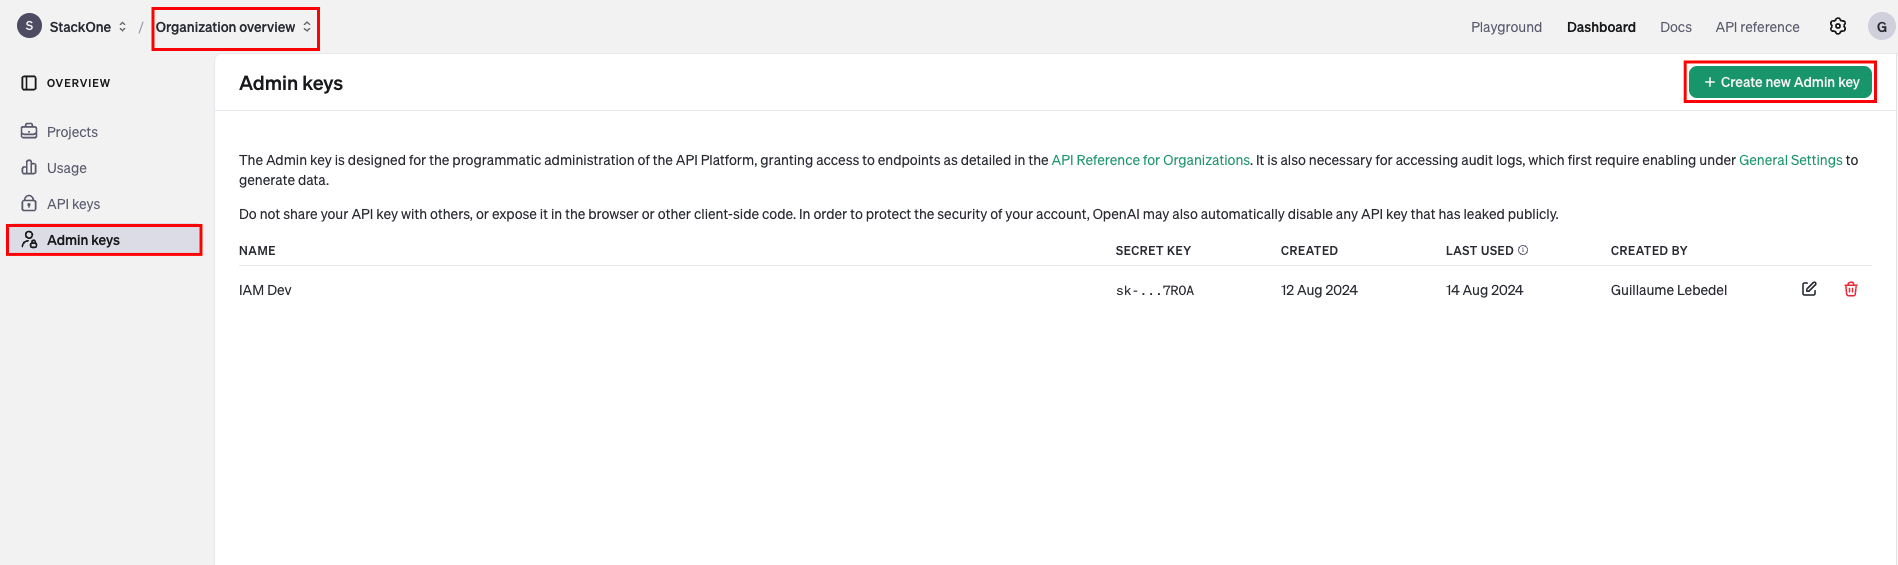 S StackOne / Organization overview Playground Dashboard Docs API reference G
OVERVIEW
Projects
Usage
API keys
Admin keys
Admin keys
+ Create new Admin key
The Admin key is designed for the programmatic administration of the API Platform, granting access to endpoints as detailed in the API Reference for Organizations. It is also necessary for accessing audit logs, which first require enabling under General Settings to
generate data.
Do not share your API key with others, or expose it in the browser or other client-side code. In order to protect the security of your account, OpenAI may also automatically disable any API key that has leaked publicly.
NAME SECRET KEY CREATED LAST USED CREATED BY
IAM Dev sk-...7R0A 12 Aug 2024 14 Aug 2024 Guillaume Lebedel